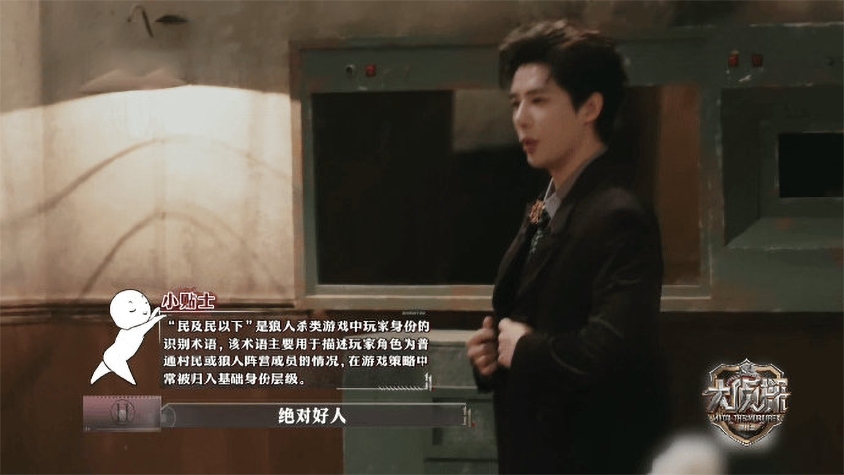 小贴士
“民及民以下”是狼人杀类游戏中玩家身份的
识别术语，该术语主要用于描述玩家角色为普
通村民或狼人阵营成员的情况，在游戏策略中
常被归入基础身份层级。
绝对好人
大侦探